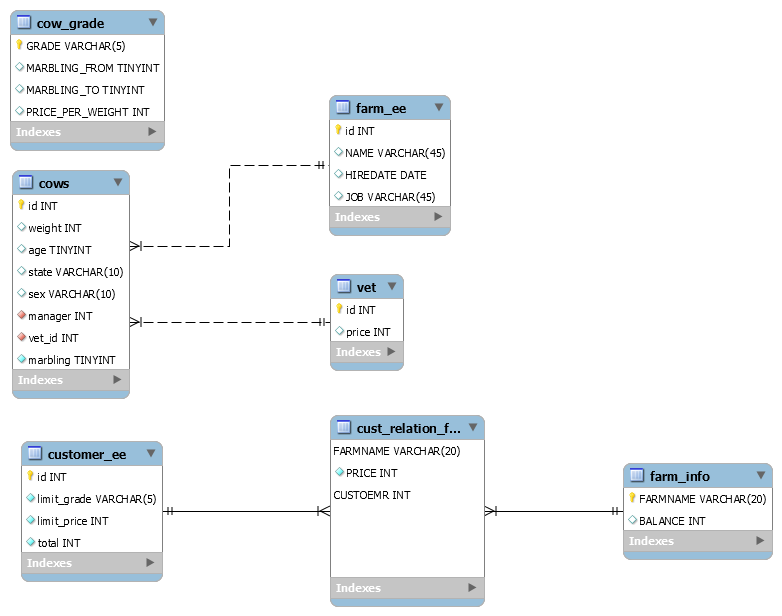 cow_grade
GRADE VARCHAR(5)
MARBLING_FROM TINYINT
MARBLING_TO TINYINT
PRICE_PER_WEIGHT INT
Indexes
farm_ee
id INT
NAME VARCHAR(45)
HIREDATE DATE
JOB VARCHAR(45)
Indexes
cows
id INT
weight INT
age TINYINT
state VARCHAR(10)
sex VARCHAR(10)
manager INT
vet_id INT
marbling TINYINT
Indexes
vet
id INT
price INT
Indexes
customer_ee
id INT
limit_grade VARCHAR(5)
limit_price INT
total INT
Indexes
cust_relation_f...
FARMNAME VARCHAR(20)
PRICE INT
CUSTOEMR INT
Indexes
farm_info
FARMNAME VARCHAR(20)
BALANCE INT
Indexes